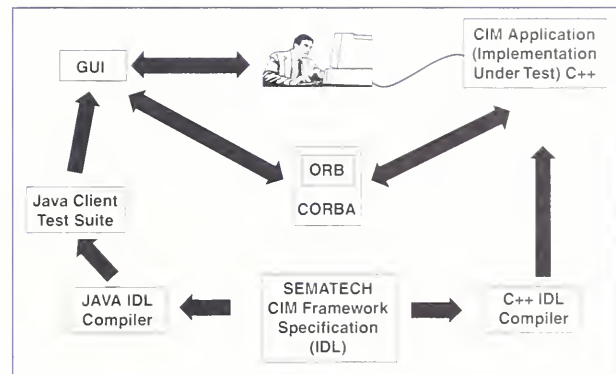 GUI
CIM Application
(Implementation
Under Test) C++
ORB
CORBA
Java Client
Test Suite
JAVA IDL
Compiler
SEMATECH
CIM Framework
Specification
(IDL)
C++ IDL
Compiler